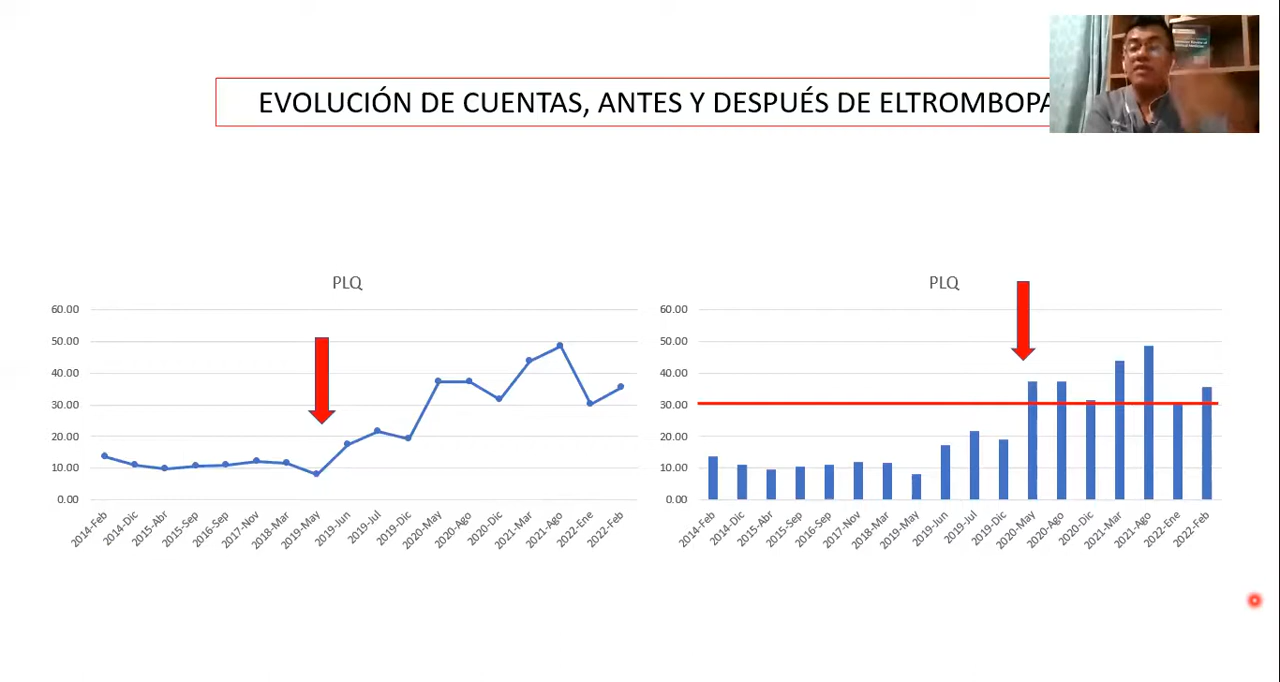 EVOLUCIÓN DE CUENTAS, ANTES Y DESPUÉS DE ELTROMBOPA
PLQ
60.00
50.00
40.00
30.00
20.00
10.00
0.00
2014-Feb
2014-Dic
2015-Abr
2015-Sep
2016-Sep
2017-Nov
2018-Mar
2019-May
2019-Jun
2019-Jul
2019-Dic
2020-May
2020-Ago
2020-Dic
2021-Mar
2021-Ago
2022-Ene
2022-Feb
PLQ
60.00
50.00
40.00
30.00
20.00
10.00
0.00
2014-Feb
2014-Dic
2015-Abr
2015-Sep
2016-Sep
2017-Nov
2018-Mar
2019-May
2019-Jun
2019-Jul
2019-Dic
2020-May
2020-Ago
2020-Dic
2021-Mar
2021-Ago
2022-Ene
2022-Feb